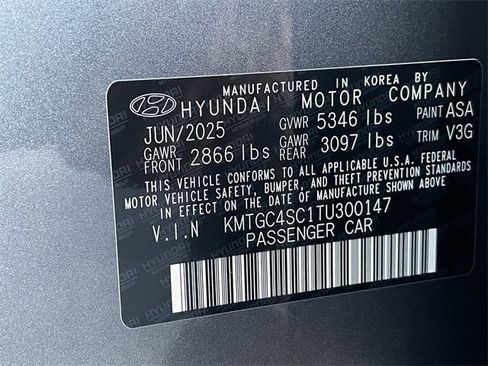 MANUFACTURED IN KOREA BY
HYUNDAI MOTOR COMPANY
JUN/2025 GVWR 5346 lbs PAINT ASA
GAWR FRONT 2866 lbs GAWR REAR 3097 lbs TRIM V3G
THIS VEHICLE CONFORMS TO ALL APPLICABLE U.S.A. FEDERAL
MOTOR VEHICLE SAFETY, BUMPER, AND THEFT PREVENTION STANDARDS
IN EFFECT ON THE DATE OF MANUFACTURE SHOWN ABOVE.
V.I.N KMTGC4SC1TU300147
PASSENGER CAR